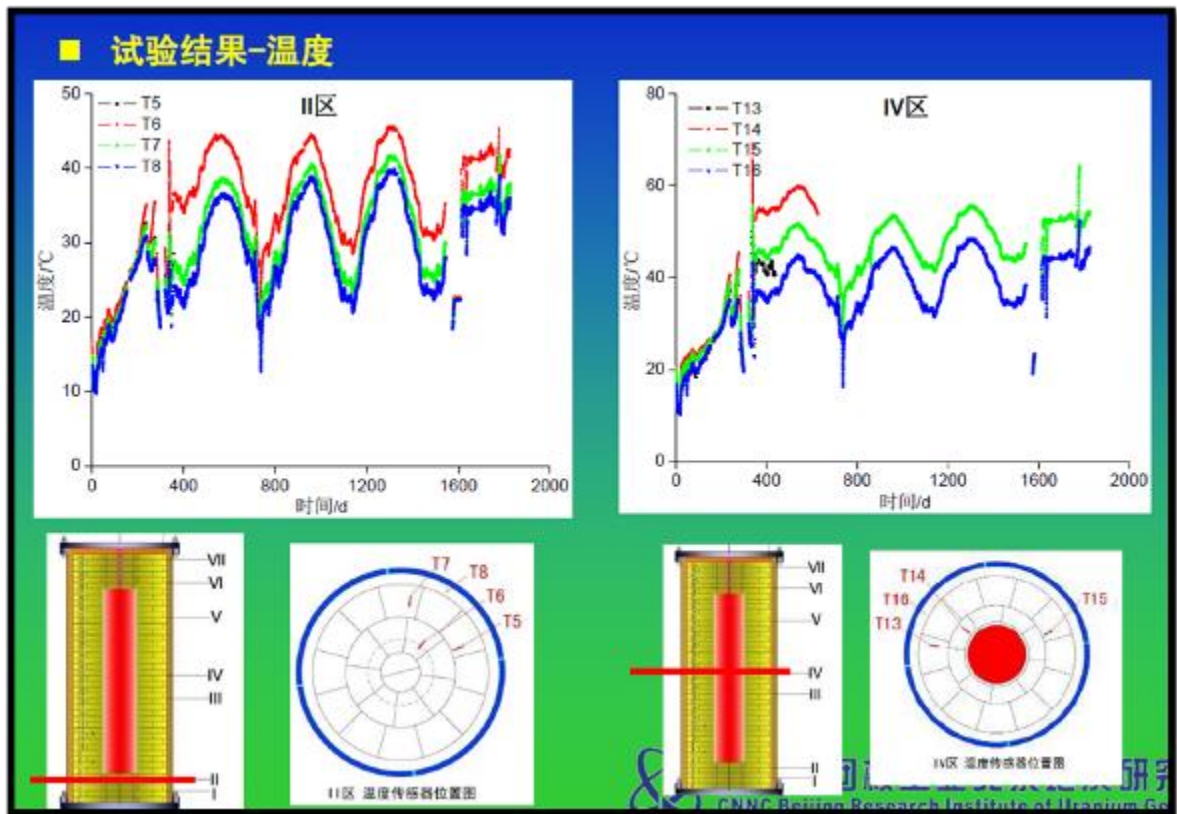 ■ 试验结果-温度
II区
50
40
30
20
10
0
温度/℃
T5
T6
T7
T8
0 400 800 1200 1600 2000
时间/d
IV区
80
60
40
20
0
温度/℃
T13
T14
T15
T16
0 400 800 1200 1600 2000
时间/d
VII
VI
V
IV
III
II
I
T7
T8
T6
T5
II区 温度传感器位置图
VII
VI
V
IV
III
II
I
T14
T16
T13
T15
IV区 温度传感器位置图
CNNC Beijing Research Institute of Uranium Ge